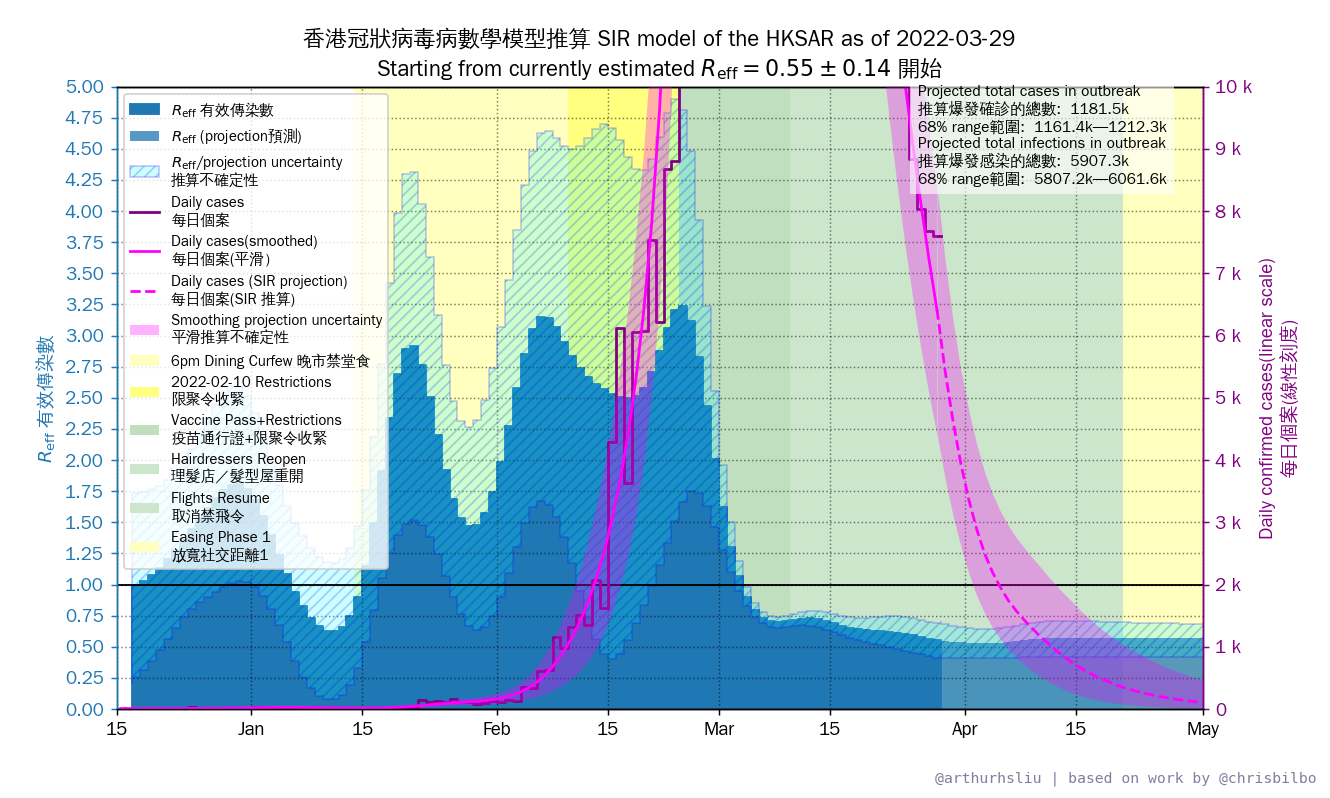 香港冠狀病毒病數學模型推算 SIR model of the HKSAR as of 2022-03-29
Starting from currently estimated R_eff = 0.55 ± 0.14 開始
R_eff 有效傳染數
R_eff (projection預測)
R_eff/projection uncertainty
推算不確定性
Daily cases
每日個案
Daily cases(smoothed)
每日個案(平滑）
Daily cases (SIR projection)
每日個案(SIR 推算)
Smoothing projection uncertainty
平滑推算不確定性
6pm Dining Curfew 晚市禁堂食
2022-02-10 Restrictions
限聚令收緊
Vaccine Pass+Restrictions
疫苗通行證+限聚令收緊
Hairdressers Reopen
理髮店／髮型屋重開
Flights Resume
取消禁飛令
Easing Phase 1
放寬社交距離1
Projected total cases in outbreak
推算爆發確診的總數: 1181.5k
68% range範圍: 1161.4k—1212.3k
Projected total infections in outbreak
推算爆發感染的總數: 5907.3k
68% range範圍: 5807.2k—6061.6k
R_eff 有效傳染數
5.00
4.75
4.50
4.25
4.00
3.75
3.50
3.25
3.00
2.75
2.50
2.25
2.00
1.75
1.50
1.25
1.00
0.75
0.50
0.25
0.00
10 k
9 k
8 k
7 k
6 k
5 k
4 k
3 k
2 k
1 k
0
Daily confirmed cases(linear scale)
每日個案(線性刻度)
15 Jan 15 Feb 15 Mar 15 Apr 15 May
@arthurhsliu | based on work by @chrisbilbo